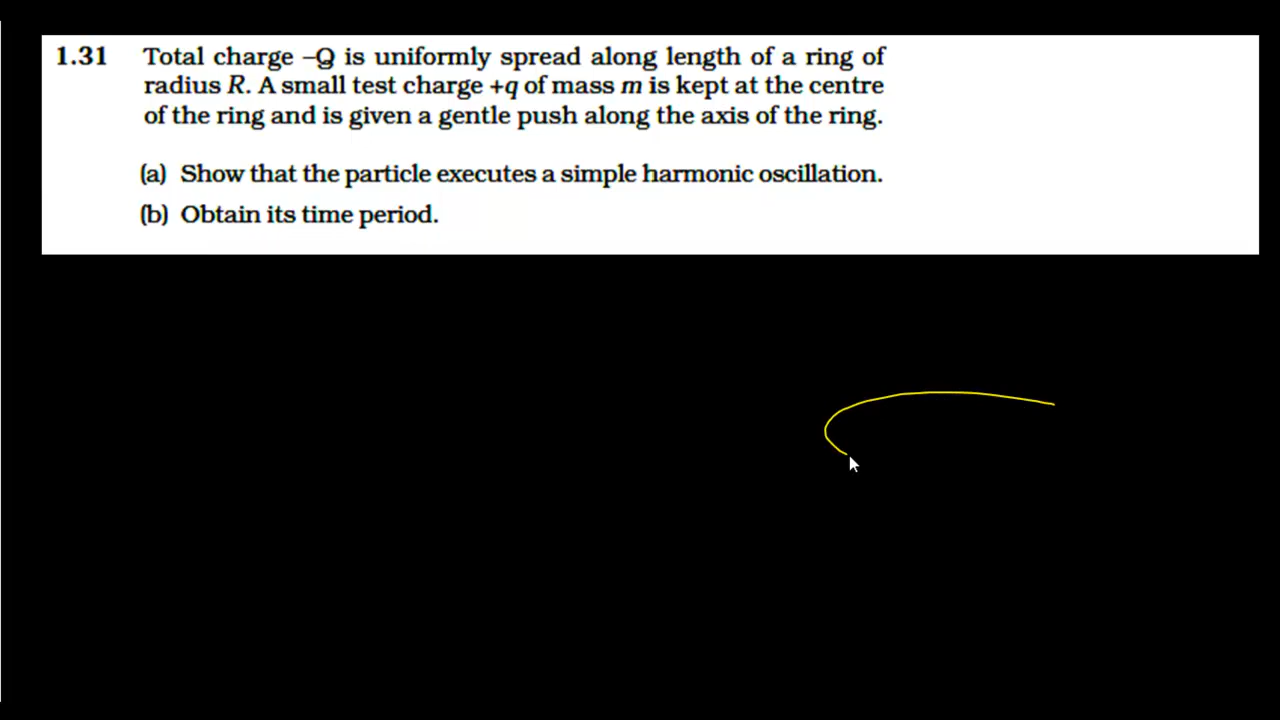 1.31 Total charge –Q is uniformly spread along length of a ring of
radius R. A small test charge +q of mass m is kept at the centre
of the ring and is given a gentle push along the axis of the ring.
(a) Show that the particle executes a simple harmonic oscillation.
(b) Obtain its time period.